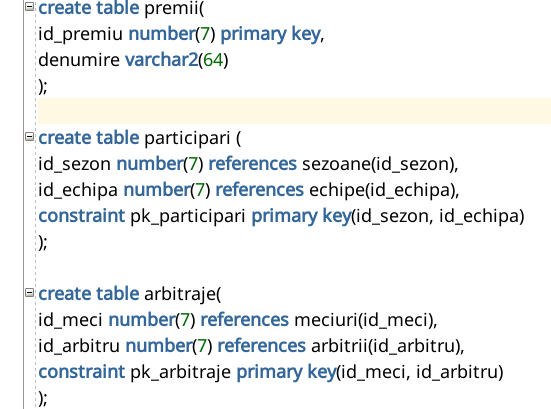 create table premii(
id_premiu number(7) primary key,
denumire varchar2(64)
);
create table participari (
id_sezon number(7) references sezoane(id_sezon),
id_echipa number(7) references echipe(id_echipa),
constraint pk_participari primary key(id_sezon, id_echipa)
);
create table arbitraje(
id_meci number(7) references meciuri(id_meci),
id_arbitru number(7) references arbitrii(id_arbitru),
constraint pk_arbitraje primary key(id_meci, id_arbitru)
);